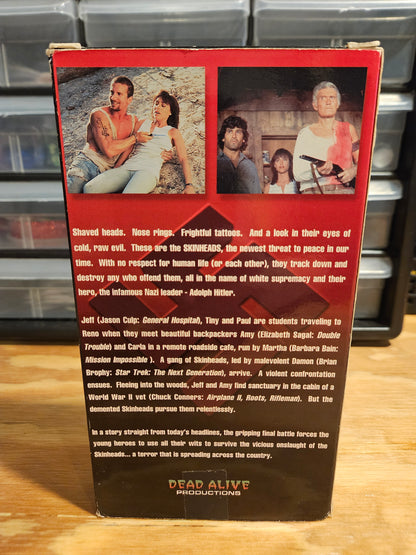 Shaved heads. Nose rings. Frightful tattoos. And a look in their eyes of
cold, raw evil. These are the SKINHEADS, the newest threat to peace in our
time. With no respect for human life (or each other), they track down and
destroy any who offend them, all in the name of white supremacy and their
hero, the infamous Nazi leader - Adolph Hitler.
Jeff (Jason Culp: General Hospital), Tiny and Paul are students traveling to
Reno when they meet beautiful backpackers Amy (Elizabeth Sagal: Double
Trouble) and Carla in a remote roadside cafe, run by Martha (Barbara Bain:
Mission Impossible ). A gang of Skinheads, led by malevolent Damon (Brian
Brophy: Star Trek: The Next Generation), arrive. A violent confrontation
ensues. Fleeing into the woods, Jeff and Amy find sanctuary in the cabin of a
World War II vet (Chuck Conners: Airplane II, Roots, Rifleman). But the
demented Skinheads pursue them relentlessly.
In a story straight from today's headlines, the gripping final battle forces the
young heroes to use all their wits to survive the vicious onslaught of the
Skinheads... a terror that is spreading across the country.
DEAD ALIVE
PRODUCTIONS